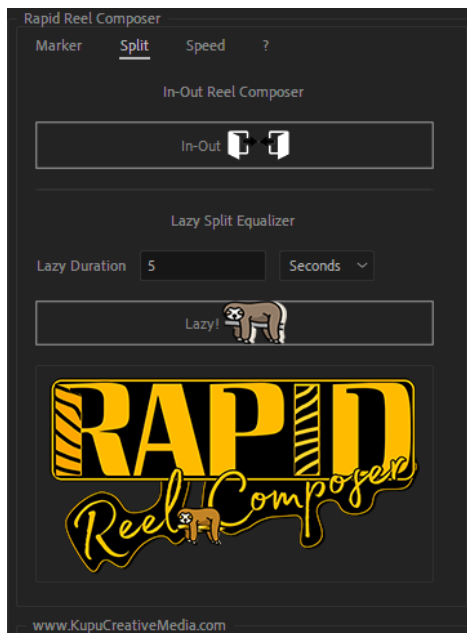 Rapid Reel Composer
Marker Split Speed ?
In-Out Reel Composer
In-Out
Lazy Split Equalizer
Lazy Duration 5 Seconds
Lazy!
RAPID
Reel Composer
www.KupuCreativeMedia.com